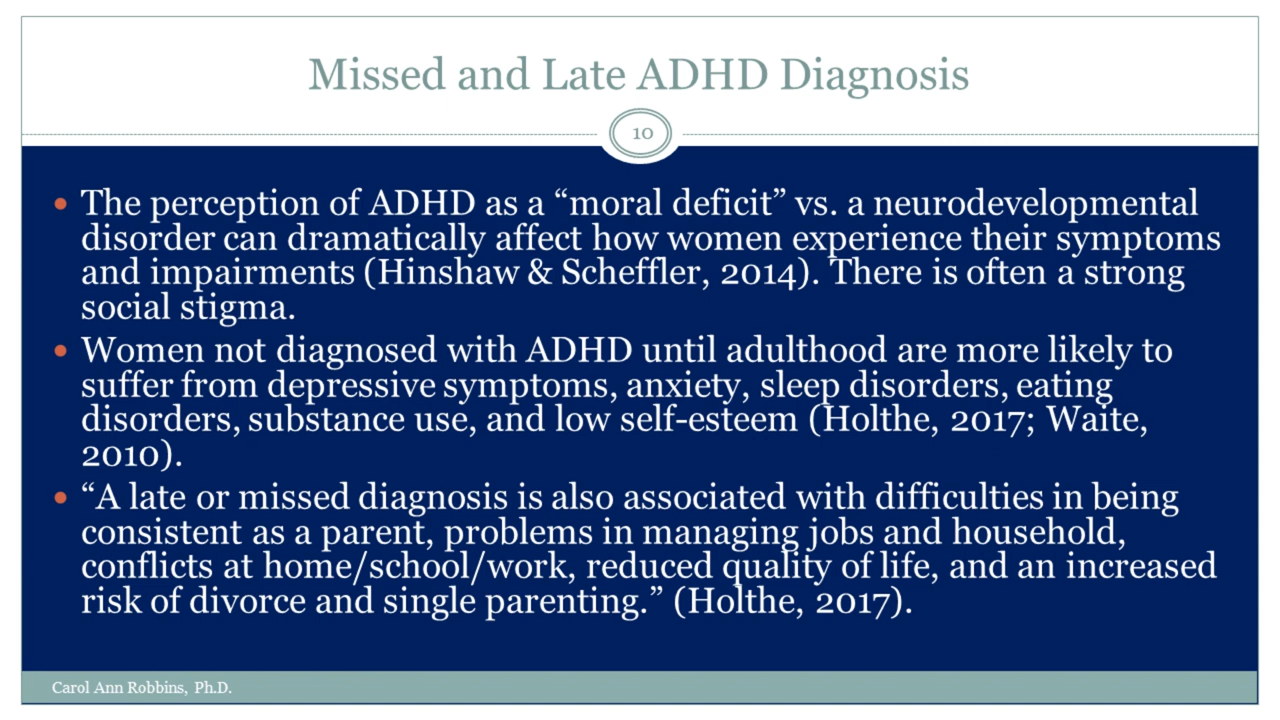 Missed and Late ADHD Diagnosis
10
• The perception of ADHD as a “moral deficit” vs. a neurodevelopmental
disorder can dramatically affect how women experience their symptoms
and impairments (Hinshaw & Scheffler, 2014). There is often a strong
social stigma.
• Women not diagnosed with ADHD until adulthood are more likely to
suffer from depressive symptoms, anxiety, sleep disorders, eating
disorders, substance use, and low self-esteem (Holthe, 2017; Waite,
2010).
• “A late or missed diagnosis is also associated with difficulties in being
consistent as a parent, problems in managing jobs and household,
conflicts at home/school/work, reduced quality of life, and an increased
risk of divorce and single parenting.” (Holthe, 2017).
Carol Ann Robbins, Ph.D.